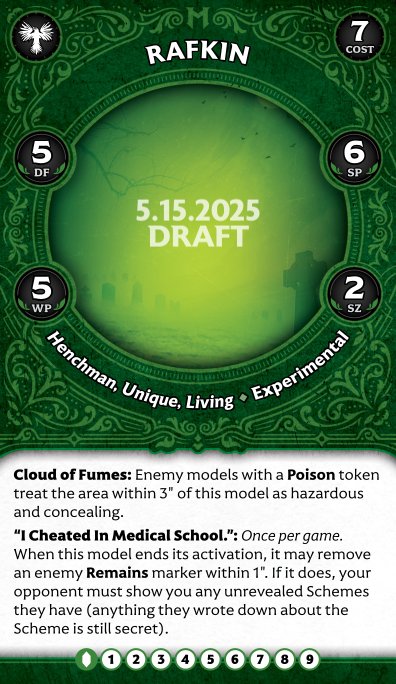 RAFKIN
7
COST
5
DF
6
SP
5.15.2025
DRAFT
5
WP
2
SZ
Henchman, Unique, Living ♦ Experimental
Cloud of Fumes: Enemy models with a Poison token
treat the area within 3" of this model as hazardous
and concealing.
“I Cheated In Medical School.”: Once per game.
When this model ends its activation, it may remove
an enemy Remains marker within 1". If it does, your
opponent must show you any unrevealed Schemes
they have (anything they wrote down about the
Scheme is still secret).
1 2 3 4 5 6 7 8 9